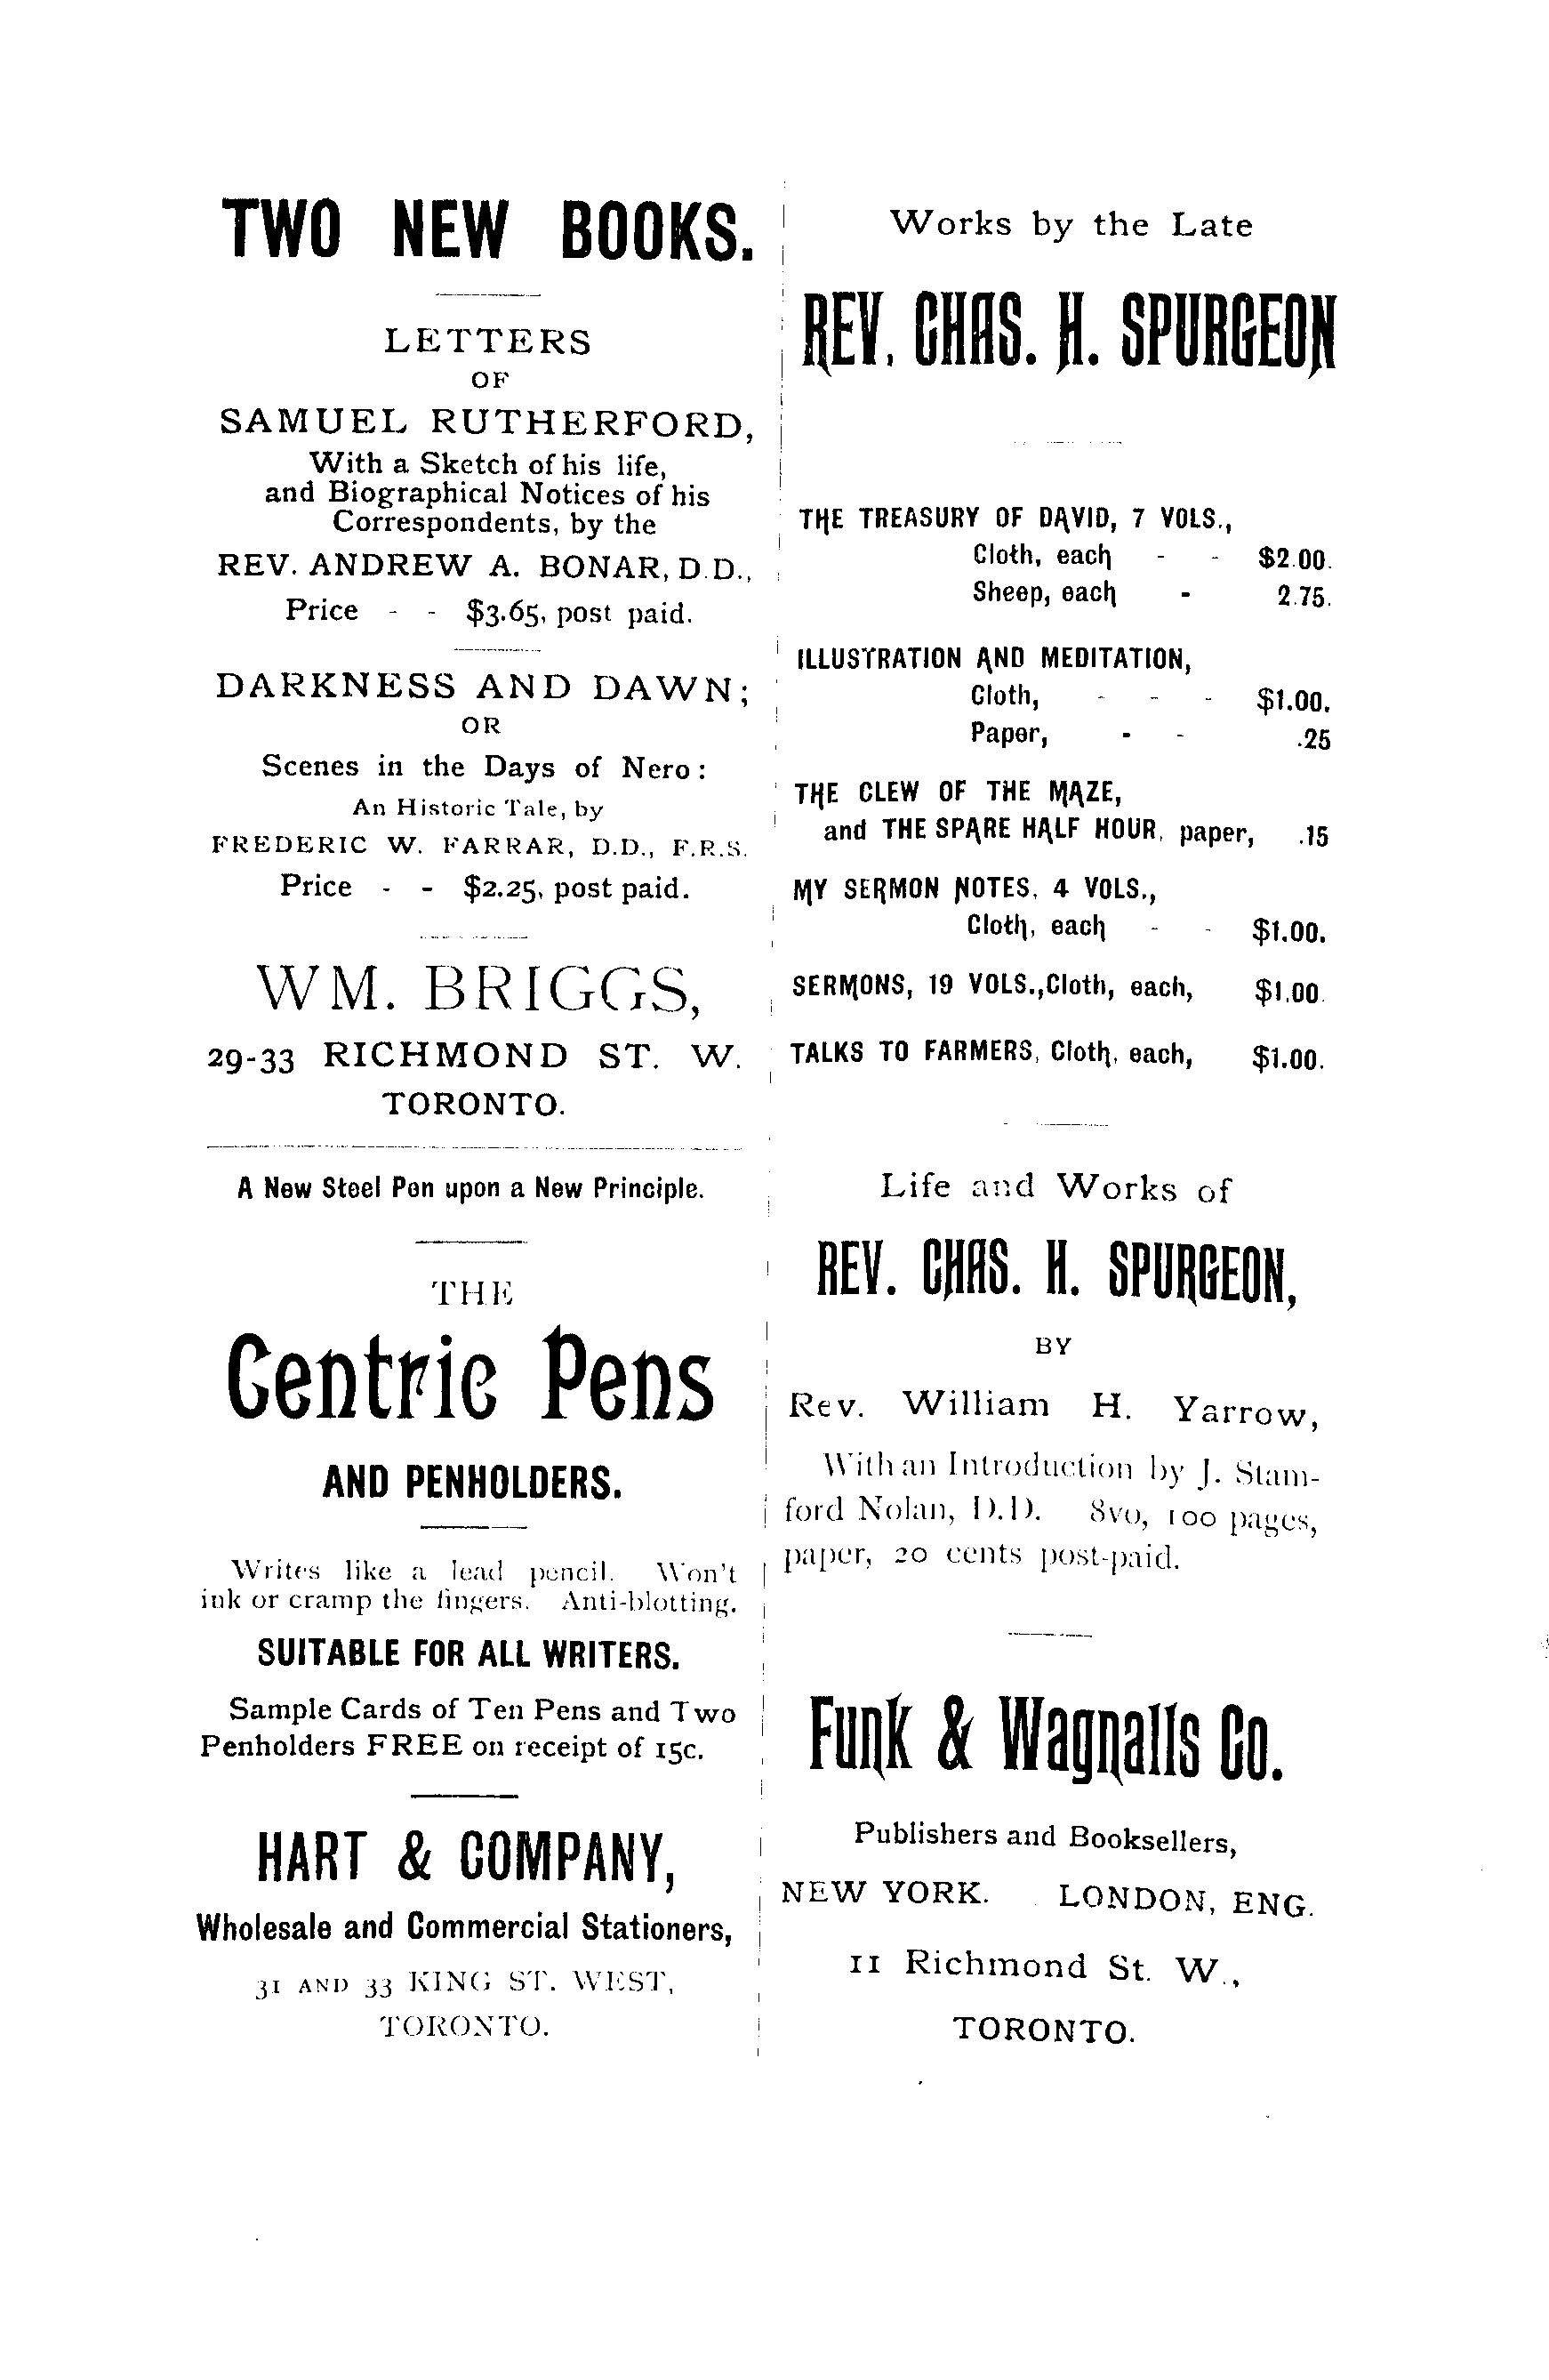 TWO NEW BOOKS.
LETTERS
OF
SAMUEL RUTHERFORD,
With a Sketch of his life,
and Biographical Notices of his
Correspondents, by the
REV. ANDREW A. BONAR, D.D.,
Price - - $3.65, post paid.
DARKNESS AND DAWN;
OR
Scenes in the Days of Nero:
An Historic Tale, by
FREDERIC W. FARRAR, D.D., F.R.S.
Price - - $2.25, post paid.
WM. BRIGGS,
29-33 RICHMOND ST. W.
TORONTO.
A New Steel Pen upon a New Principle.
THE
Centric Pens
AND PENHOLDERS.
Writes like a lead pencil. Won't
ink or cramp the fingers. Anti-blotting.
SUITABLE FOR ALL WRITERS.
Sample Cards of Ten Pens and Two
Penholders FREE on receipt of 15c.
HART & COMPANY,
Wholesale and Commercial Stationers,
31 AND 33 KING ST. WEST,
TORONTO.
Works by the Late
REV. CHAS. H. SPURGEON
THE TREASURY OF DAVID, 7 VOLS.,
Cloth, each - - $2.00.
Sheep, each - 2.75.
ILLUSTRATION AND MEDITATION,
Cloth, - - - $1.00.
Paper, - - .25
THE CLEW OF THE MAZE,
and THE SPARE HALF HOUR, paper, .15
MY SERMON NOTES, 4 VOLS.,
Cloth, each - - $1.00.
SERMONS, 19 VOLS.,Cloth, each, $1.00.
TALKS TO FARMERS, Cloth, each, $1.00.
Life and Works of
REV. CHAS. H. SPURGEON,
BY
Rev. William H. Yarrow,
With an Introduction by J. Stam-
ford Nolan, D.D. 8vo, 100 pages,
paper, 20 cents post-paid.
Funk & Wagnalls Co.
Publishers and Booksellers,
NEW YORK. LONDON, ENG.
11 Richmond St. W.,
TORONTO.